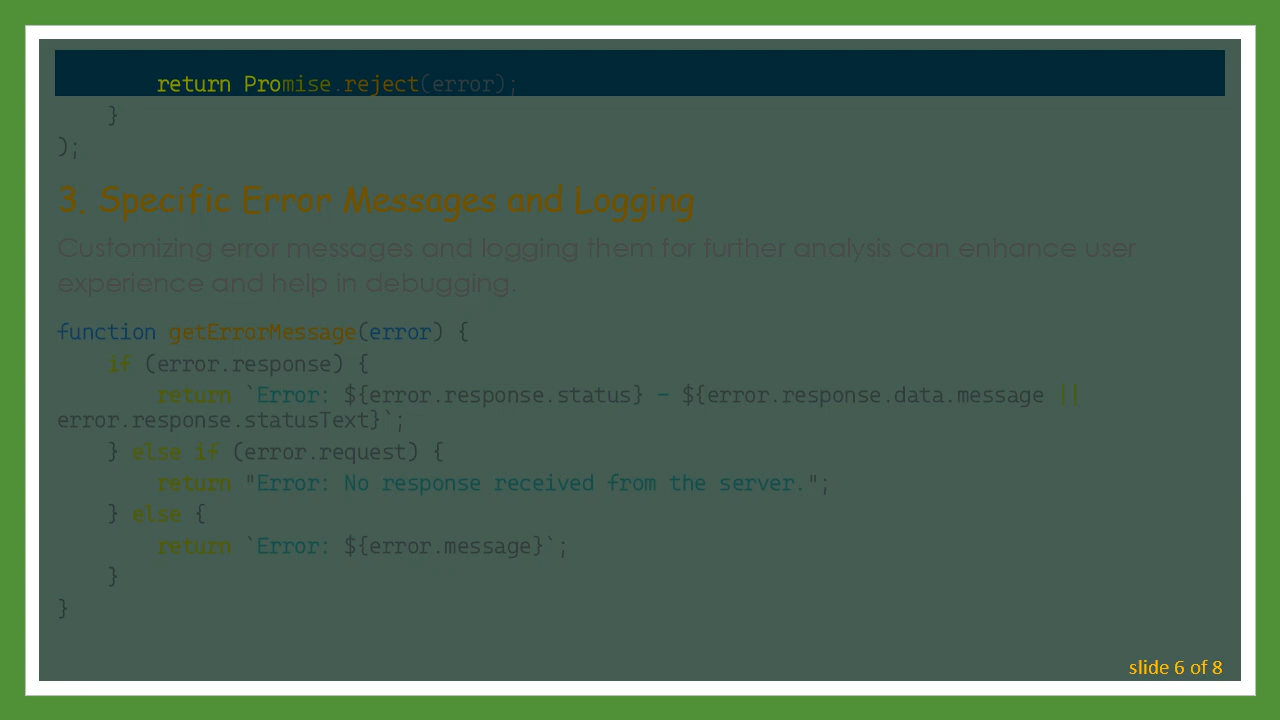 return Promise.reject(error);
    }
);
3. Specific Error Messages and Logging
Customizing error messages and logging them for further analysis can enhance user
experience and help in debugging.
function getErrorMessage(error) {
    if (error.response) {
        return `Error: ${error.response.status} - ${error.response.data.message ||
error.response.statusText}`;
    } else if (error.request) {
        return "Error: No response received from the server.";
    } else {
        return `Error: ${error.message}`;
    }
}
slide 6 of 8